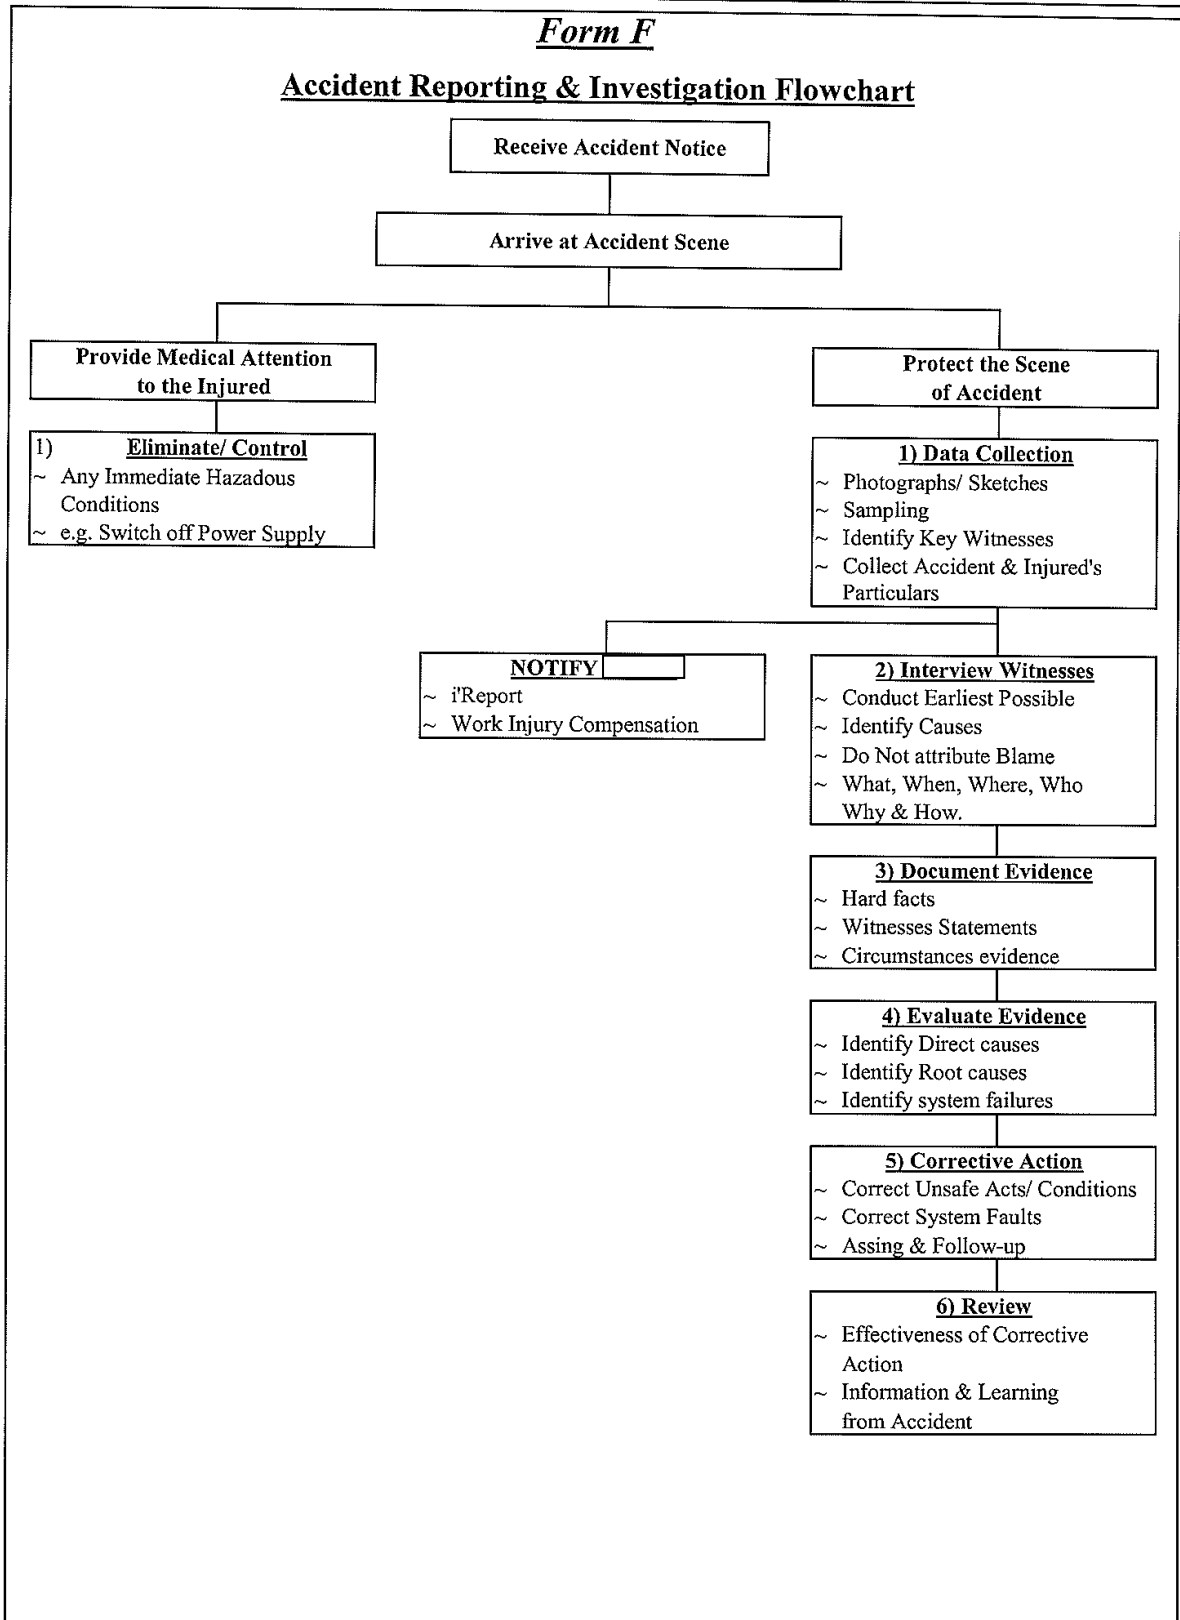 Form F
Accident Reporting & Investigation Flowchart
Receive Accident Notice
Arrive at Accident Scene
Provide Medical Attention
to the Injured
1) Eliminate/ Control
~ Any Immediate Hazadous
Conditions
~ e.g. Switch off Power Supply
Protect the Scene
of Accident
1) Data Collection
~ Photographs/ Sketches
~ Sampling
~ Identify Key Witnesses
~ Collect Accident & Injured's
Particulars
NOTIFY
~ i'Report
~ Work Injury Compensation
2) Interview Witnesses
~ Conduct Earliest Possible
~ Identify Causes
~ Do Not attribute Blame
~ What, When, Where, Who
Why & How.
3) Document Evidence
~ Hard facts
~ Witnesses Statements
~ Circumstances evidence
4) Evaluate Evidence
~ Identify Direct causes
~ Identify Root causes
~ Identify system failures
5) Corrective Action
~ Correct Unsafe Acts/ Conditions
~ Correct System Faults
~ Assing & Follow-up
6) Review
~ Effectiveness of Corrective
Action
~ Information & Learning
from Accident